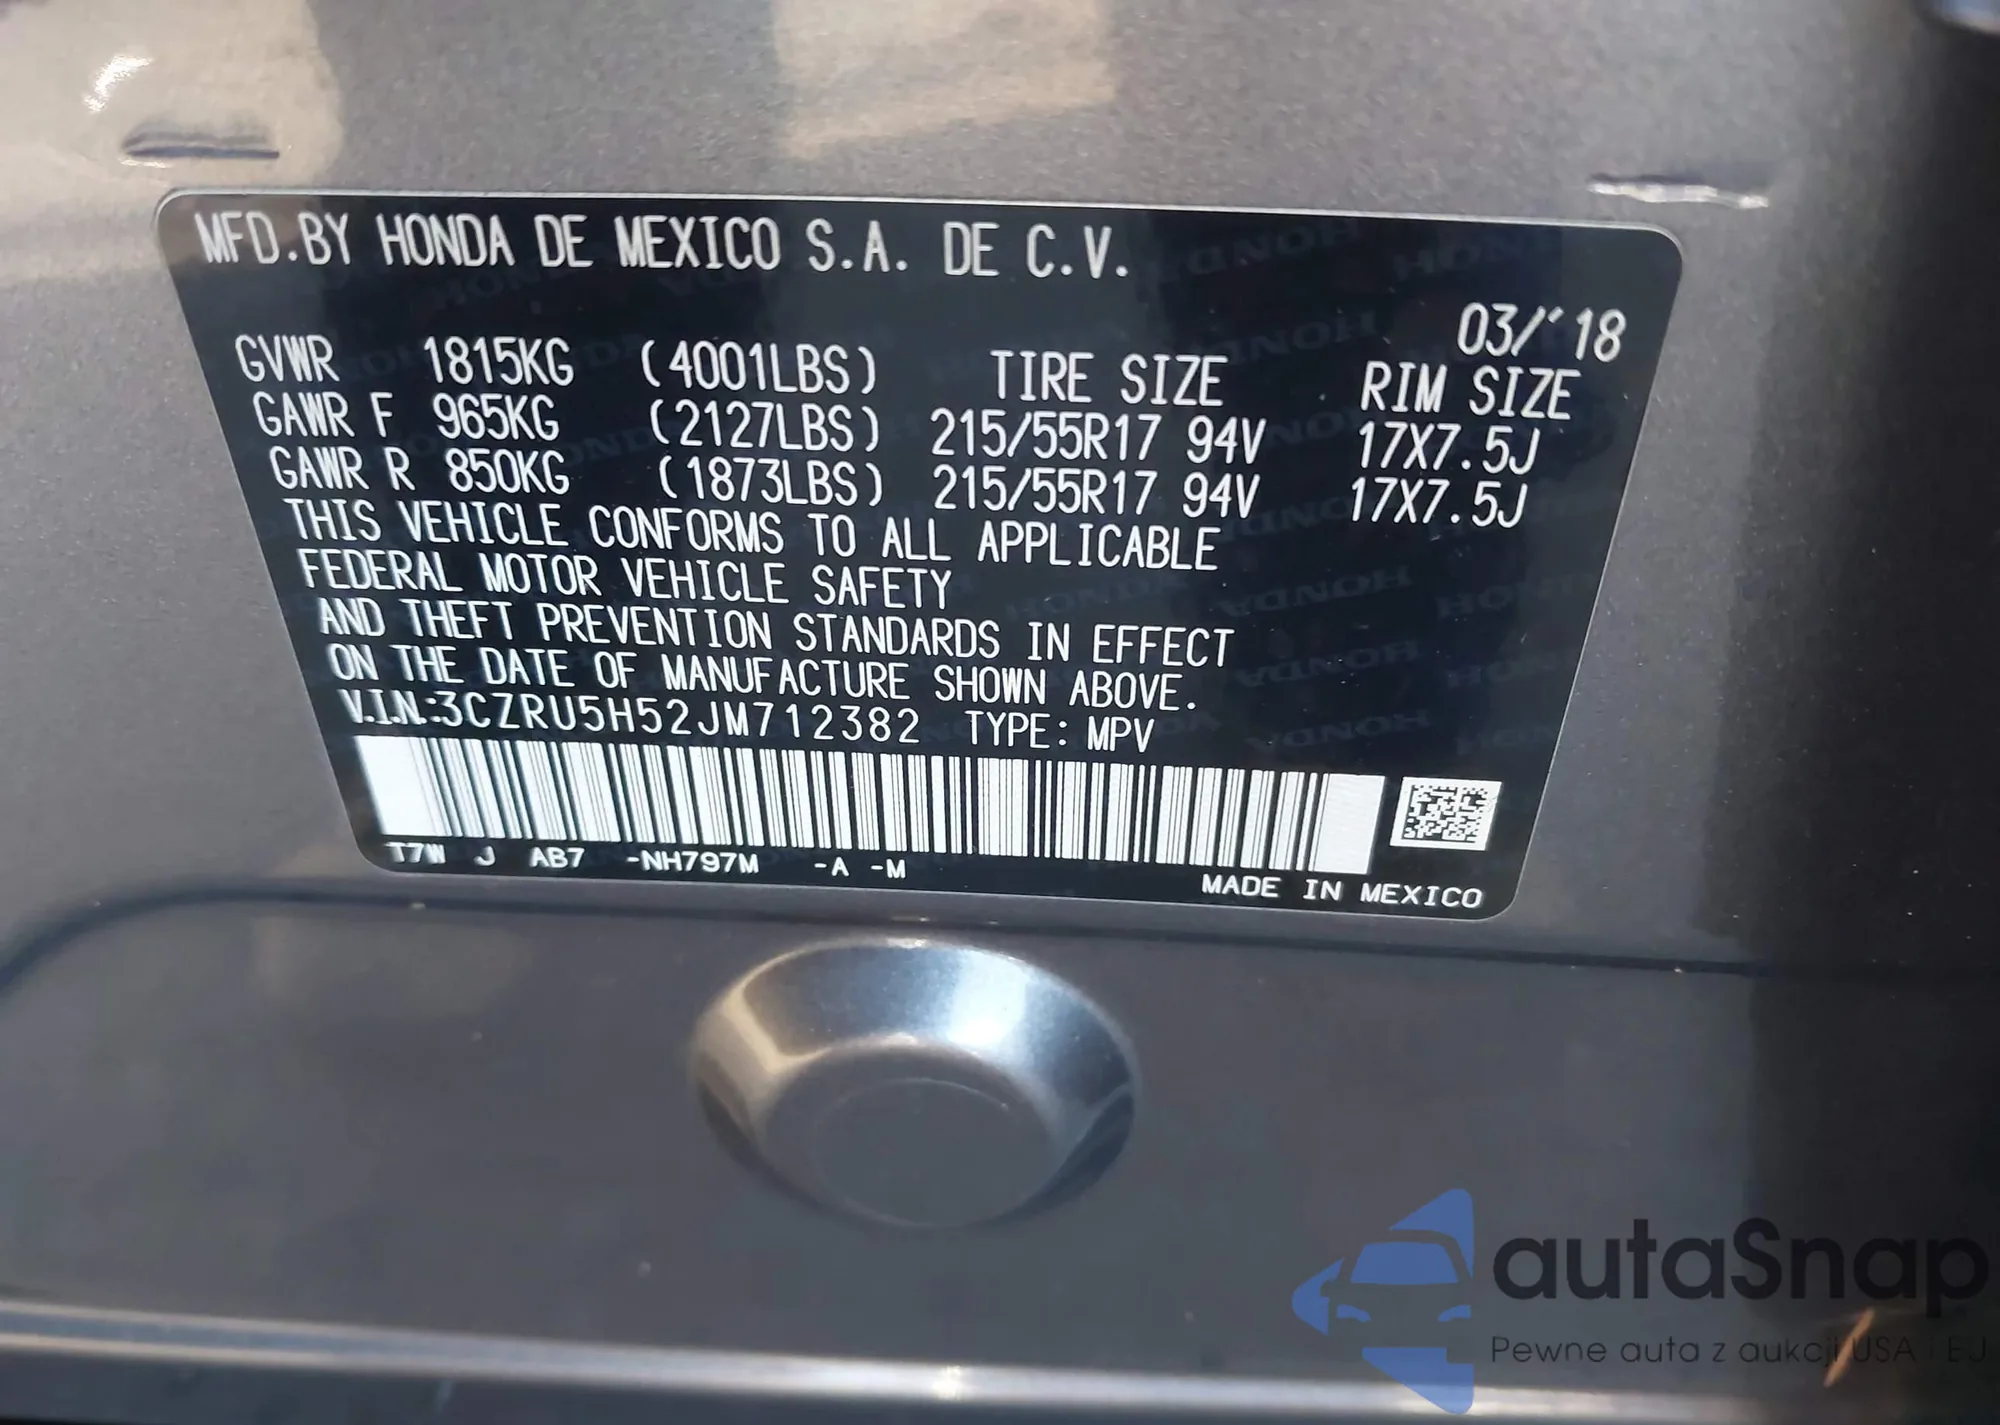 MFD.BY HONDA DE MEXICO S.A. DE C.V.
03/'18
GVWR 1815KG (4001LBS) TIRE SIZE RIM SIZE
GAWR F 965KG (2127LBS) 215/55R17 94V 17X7.5J
GAWR R 850KG (1873LBS) 215/55R17 94V 17X7.5J
THIS VEHICLE CONFORMS TO ALL APPLICABLE
FEDERAL MOTOR VEHICLE SAFETY
AND THEFT PREVENTION STANDARDS IN EFFECT
ON THE DATE OF MANUFACTURE SHOWN ABOVE.
V.I.N.:3CZRU5H52JM712382 TYPE: MPV
T7W J AB7 -NH797M -A -M
MADE IN MEXICO
autaSnap
Pewne auta z aukcji USA i EU